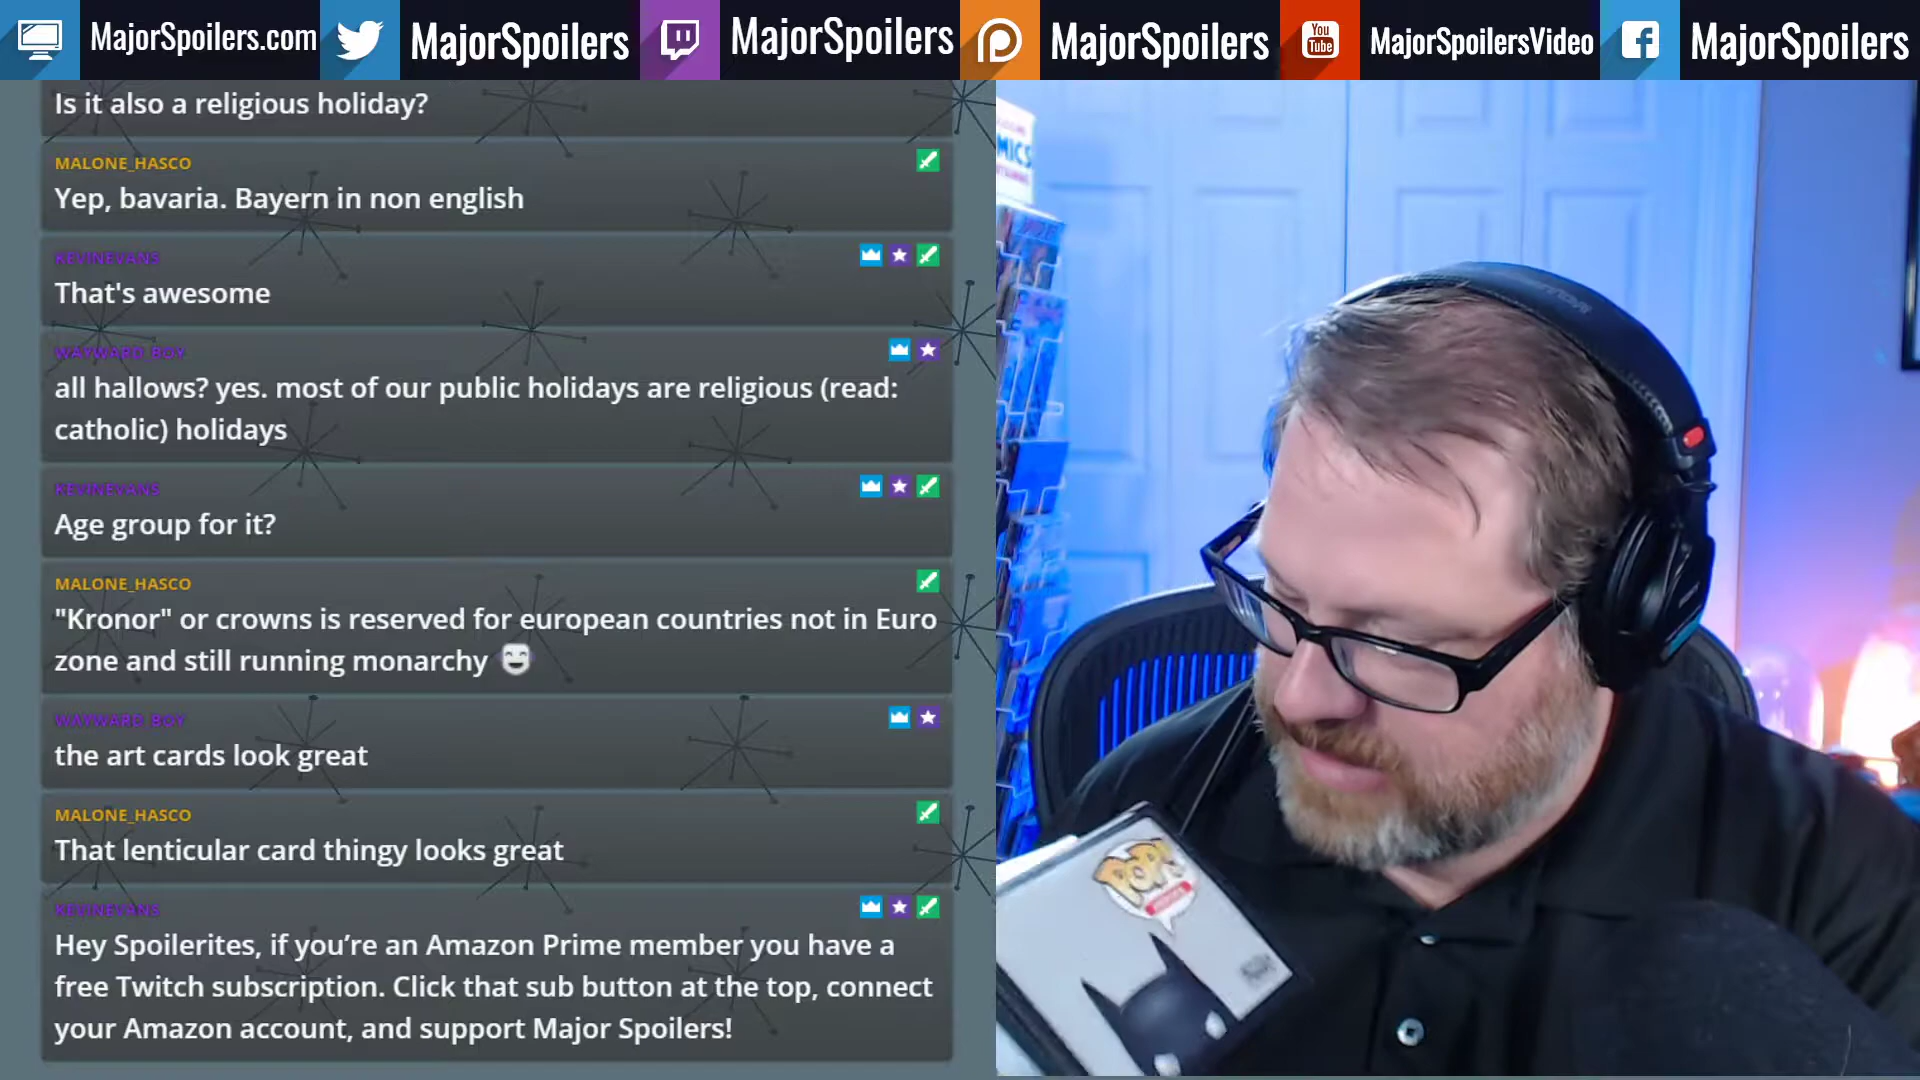 MajorSpoilers.com
MajorSpoilers
MajorSpoilers
MajorSpoilers
You
Tube
MajorSpoilersVideo
MajorSpoilers
Is it also a religious holiday?
MALONE_HASCO
Yep, bavaria. Bayern in non english
KEVINEVANS
That's awesome
WAYWARD_BOY
all hallows? yes. most of our public holidays are religious (read:
catholic) holidays
KEVINEVANS
Age group for it?
MALONE_HASCO
"Kronor" or crowns is reserved for european countries not in Euro
zone and still running monarchy
WAYWARD_BOY
the art cards look great
MALONE_HASCO
That lenticular card thingy looks great
KEVINEVANS
Hey Spoilerites, if you’re an Amazon Prime member you have a
free Twitch subscription. Click that sub button at the top, connect
your Amazon account, and support Major Spoilers!
POP!